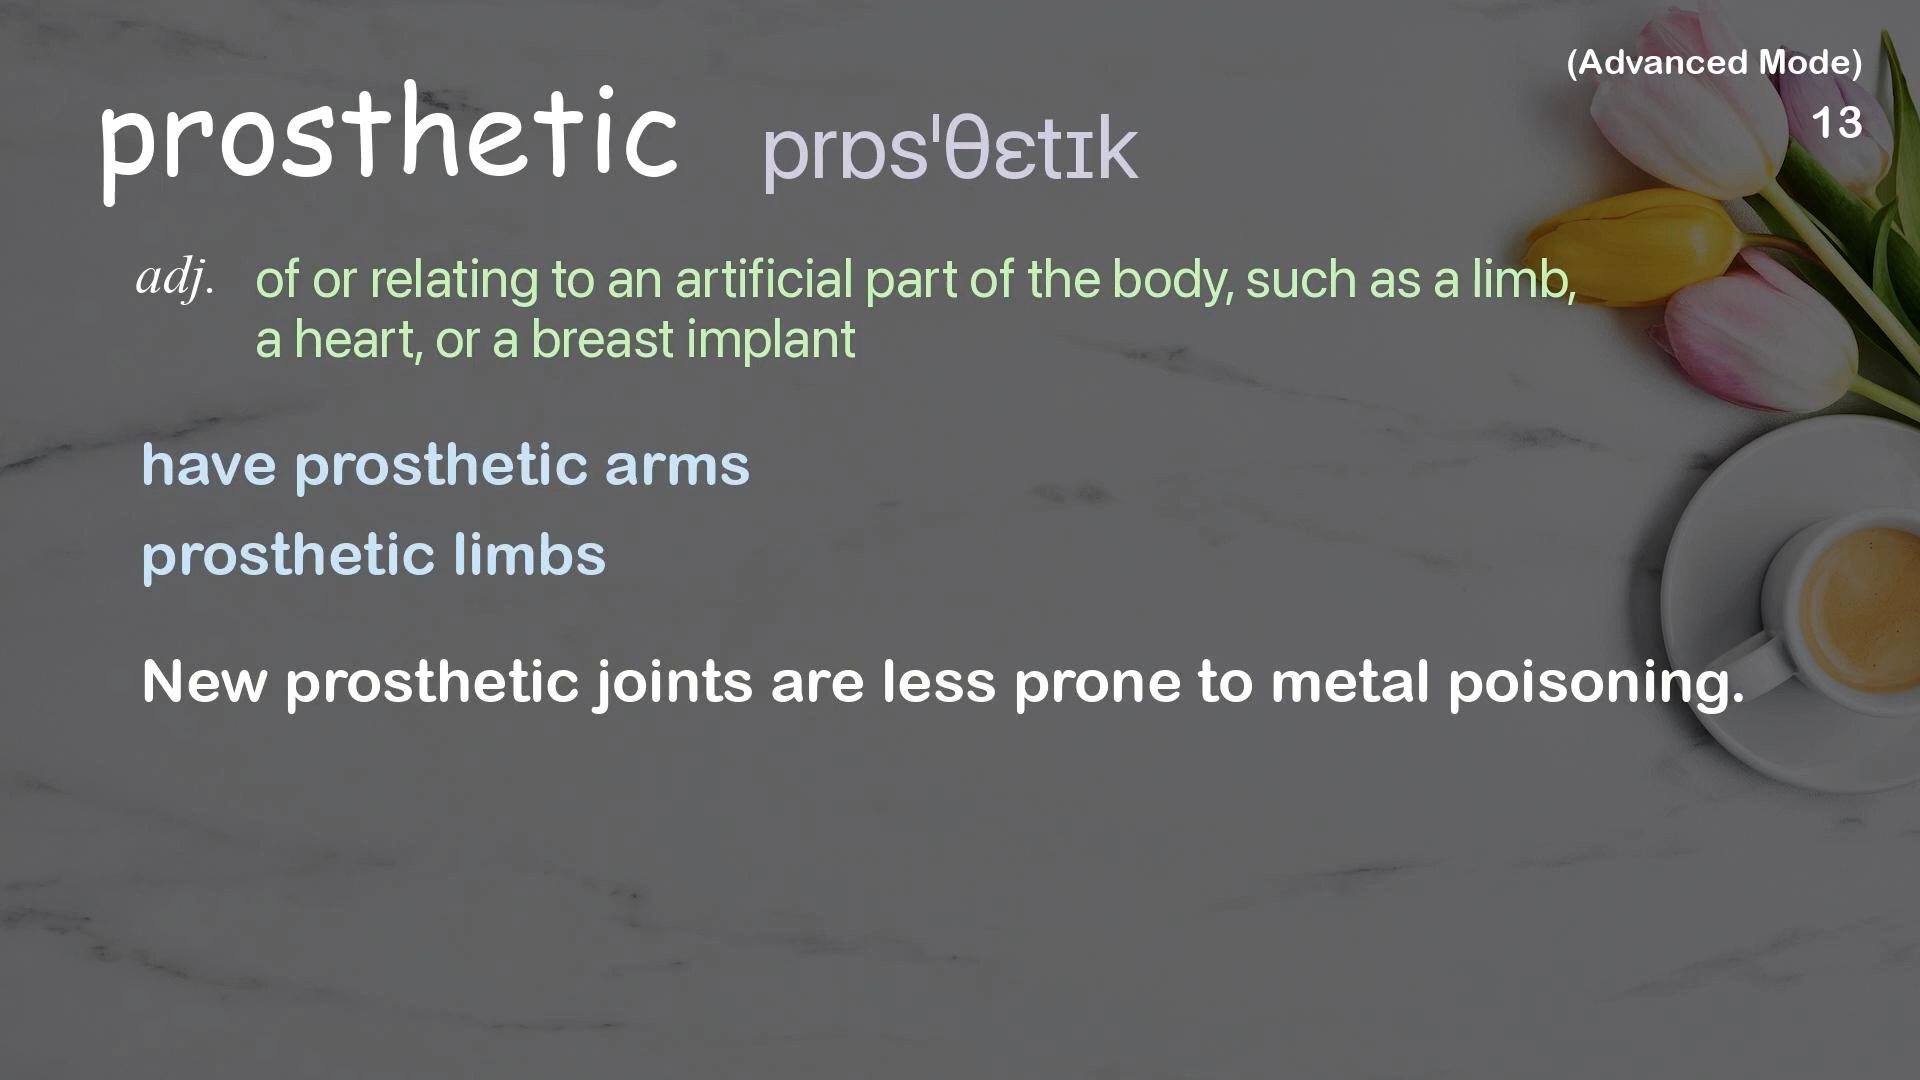 (Advanced Mode)
13
prosthetic prɒsˈθɛtɪk
adj. of or relating to an artificial part of the body, such as a limb,
a heart, or a breast implant
have prosthetic arms
prosthetic limbs
New prosthetic joints are less prone to metal poisoning.